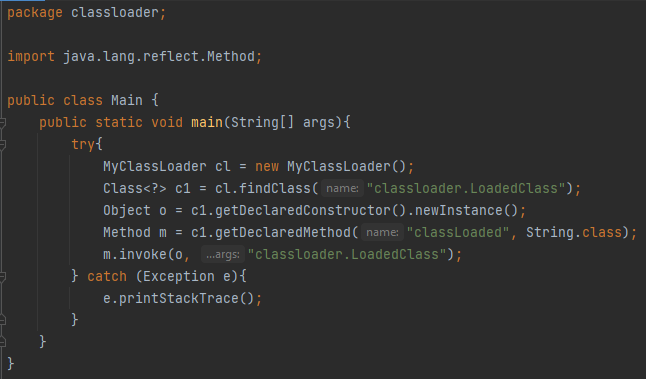 package classloader;
import java.lang.reflect.Method;
public class Main {
    public static void main(String[] args){
        try{
            MyClassLoader cl = new MyClassLoader();
            Class<?> c1 = cl.findClass( name: "classloader.LoadedClass");
            Object o = c1.getDeclaredConstructor().newInstance();
            Method m = c1.getDeclaredMethod( name: "classLoaded", String.class);
            m.invoke(o, ...args: "classloader.LoadedClass");
        } catch (Exception e){
            e.printStackTrace();
        }
    }
}